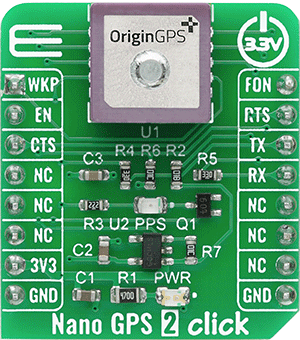 OriginGPS
3.3V
WKP FON
U1
EN RTS
R4 R6 R2
CTS TX
C3 R5
NC RX
NC NC
R3 U2 PPS Q1
NC NC
C2 R7
3V3 NC
C1 R1 PWR
4700
GND GND
Nano GPS 2 click